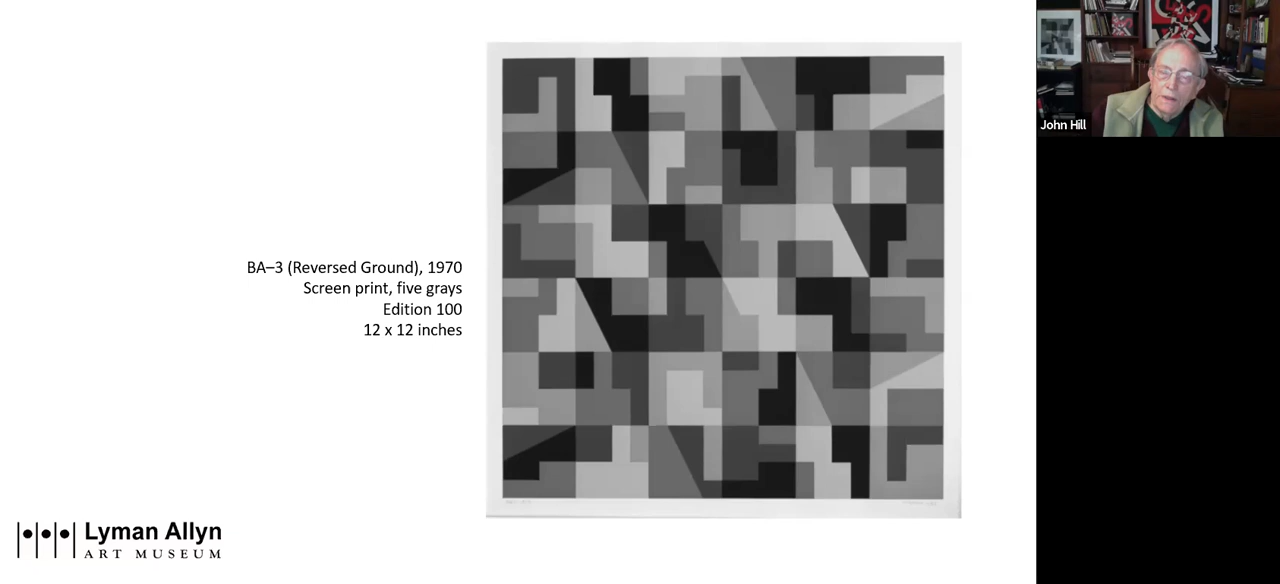 BA–3 (Reversed Ground), 1970
Screen print, five grays
Edition 100
12 x 12 inches
Lyman Allyn
ART MUSEUM
John Hill